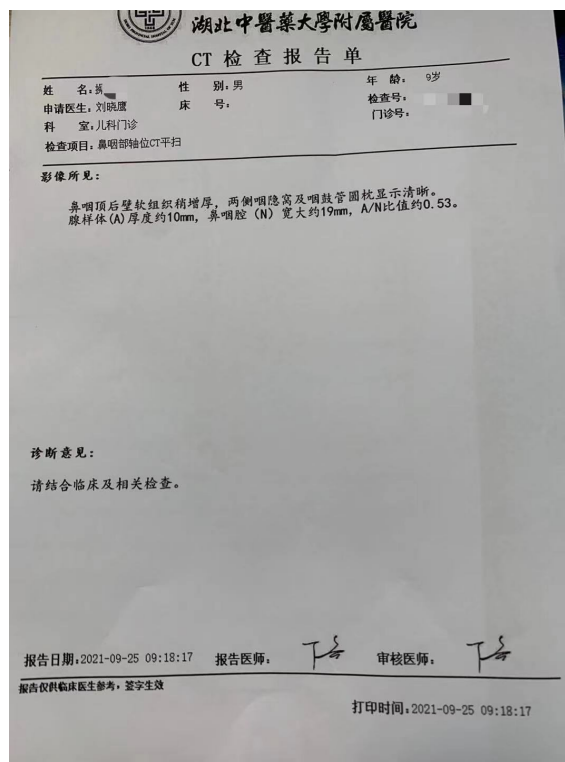 湖北中醫藥大學附屬醫院
CT 检 查 报 告 单
姓 名: 性 别:男 年 龄: 9岁
申请医生:刘晓鹰 床 号: 检查号:
科 室:儿科门诊 门诊号:
检查项目:鼻咽部轴位CT平扫
影像所见:
鼻咽顶后壁软组织稍增厚，两侧咽隐窝及咽鼓管圆枕显示清晰。
腺样体(A)厚度约10mm，鼻咽腔（N）宽大约19mm，A/N比值约0.53。
诊断意见:
请结合临床及相关检查。
报告日期:2021-09-25 09:18:17 报告医师: 审核医师:
报告仅供临床医生参考，签字生效
打印时间:2021-09-25 09:18:17